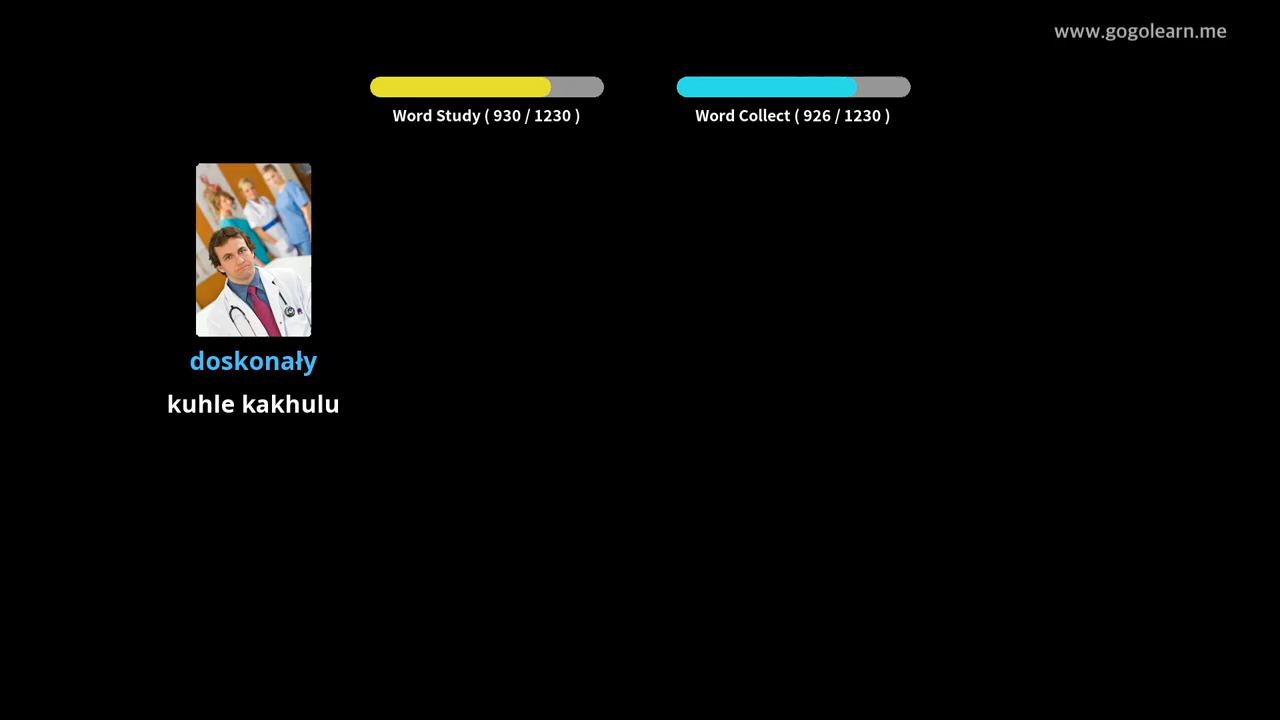 www.gogolearn.me
Word Study ( 930 / 1230 )
Word Collect ( 926 / 1230 )
doskonały
kuhle kakhulu